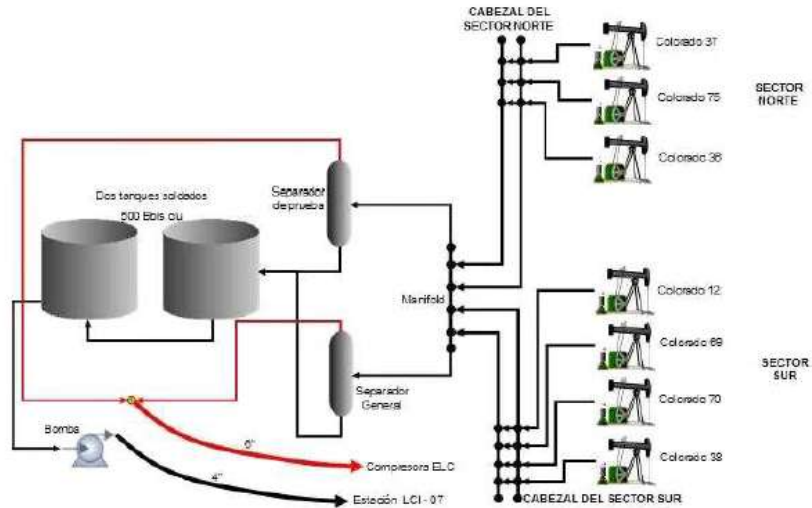 CABEZAL DEL
SECTOR NORTE
Colorado 37
Colorado 75
Colorado 36
SECTOR
NORTE
Dos tanques soldados
500 Bbls c/u
Separador
de prueba
Manifold
Separador
General
Colorado 12
Colorado 69
Colorado 70
Colorado 38
SECTOR
SUR
Bomba
6"
Compresora ELC
4"
Estación LCI - 07
CABEZAL DEL SECTOR SUR